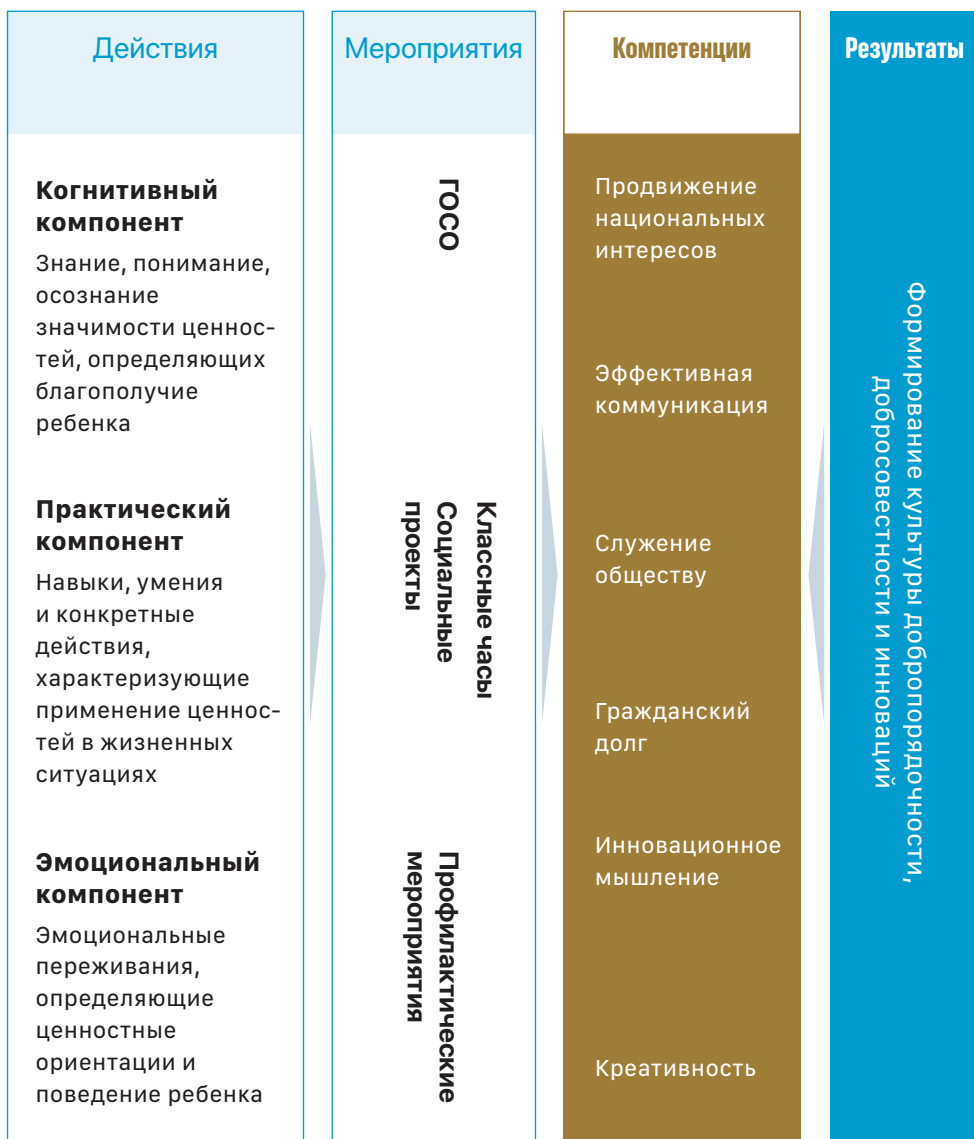 Действия
Когнитивный
компонент
Знание, понимание,
осознание
значимости ценнос-
тей, определяющих
благополучие
ребенка
Практический
компонент
Навыки, умения
и конкретные
действия,
характеризующие
применение ценнос-
тей в жизненных
ситуациях
Эмоциональный
компонент
Эмоциональные
переживания,
определяющие
ценностные
ориентации и
поведение ребенка
Мероприятия
ГОСО
Классные часы
Социальные
проекты
Профилактические
мероприятия
Компетенции
Продвижение
национальных
интересов
Эффективная
коммуникация
Служение
обществу
Гражданский
долг
Инновационное
мышление
Креативность
Результаты
Формирование культуры добропорядочности,
добросовестности и инноваций